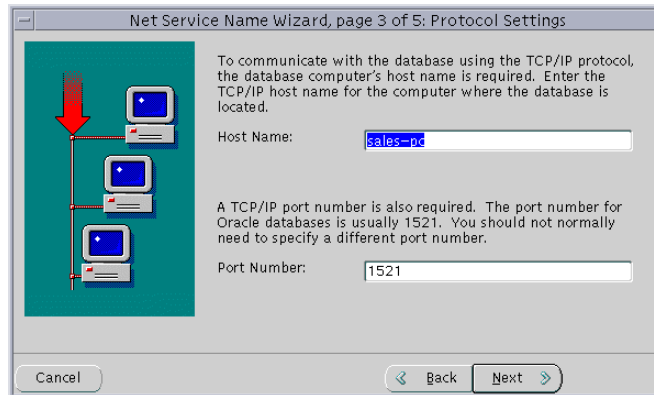 Net Service Name Wizard, page 3 of 5: Protocol Settings
To communicate with the database using the TCP/IP protocol,
the database computer's host name is required. Enter the
TCP/IP host name for the computer where the database is
located.
Host Name:
sales-pc
A TCP/IP port number is also required. The port number for
Oracle databases is usually 1521. You should not normally
need to specify a different port number.
Port Number:
1521
Cancel
Back
Next